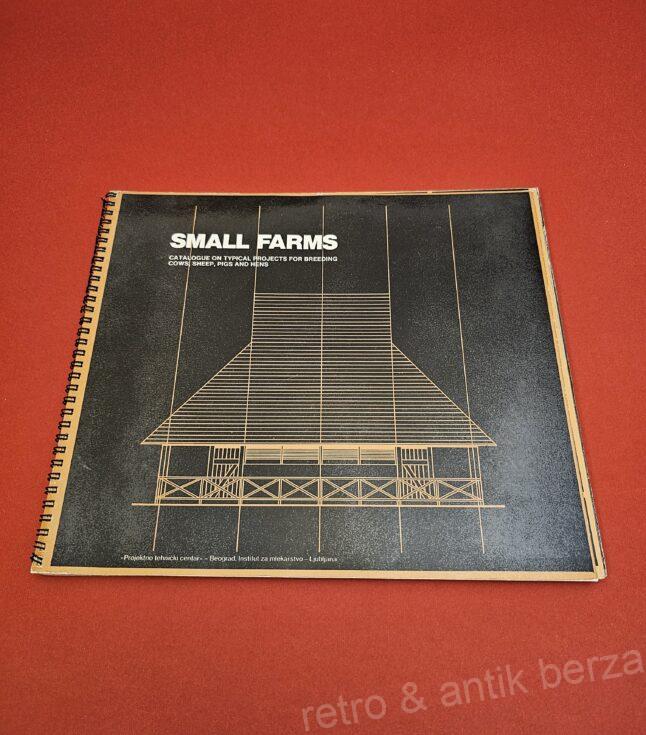 SMALL FARMS
CATALOGUE ON TYPICAL PROJECTS FOR BREEDING
COWS, SHEEP, PIGS AND HENS
»Projektno tehnički centar« – Beograd, Institut za mlekarstvo – Ljubljana
retro & antik berza